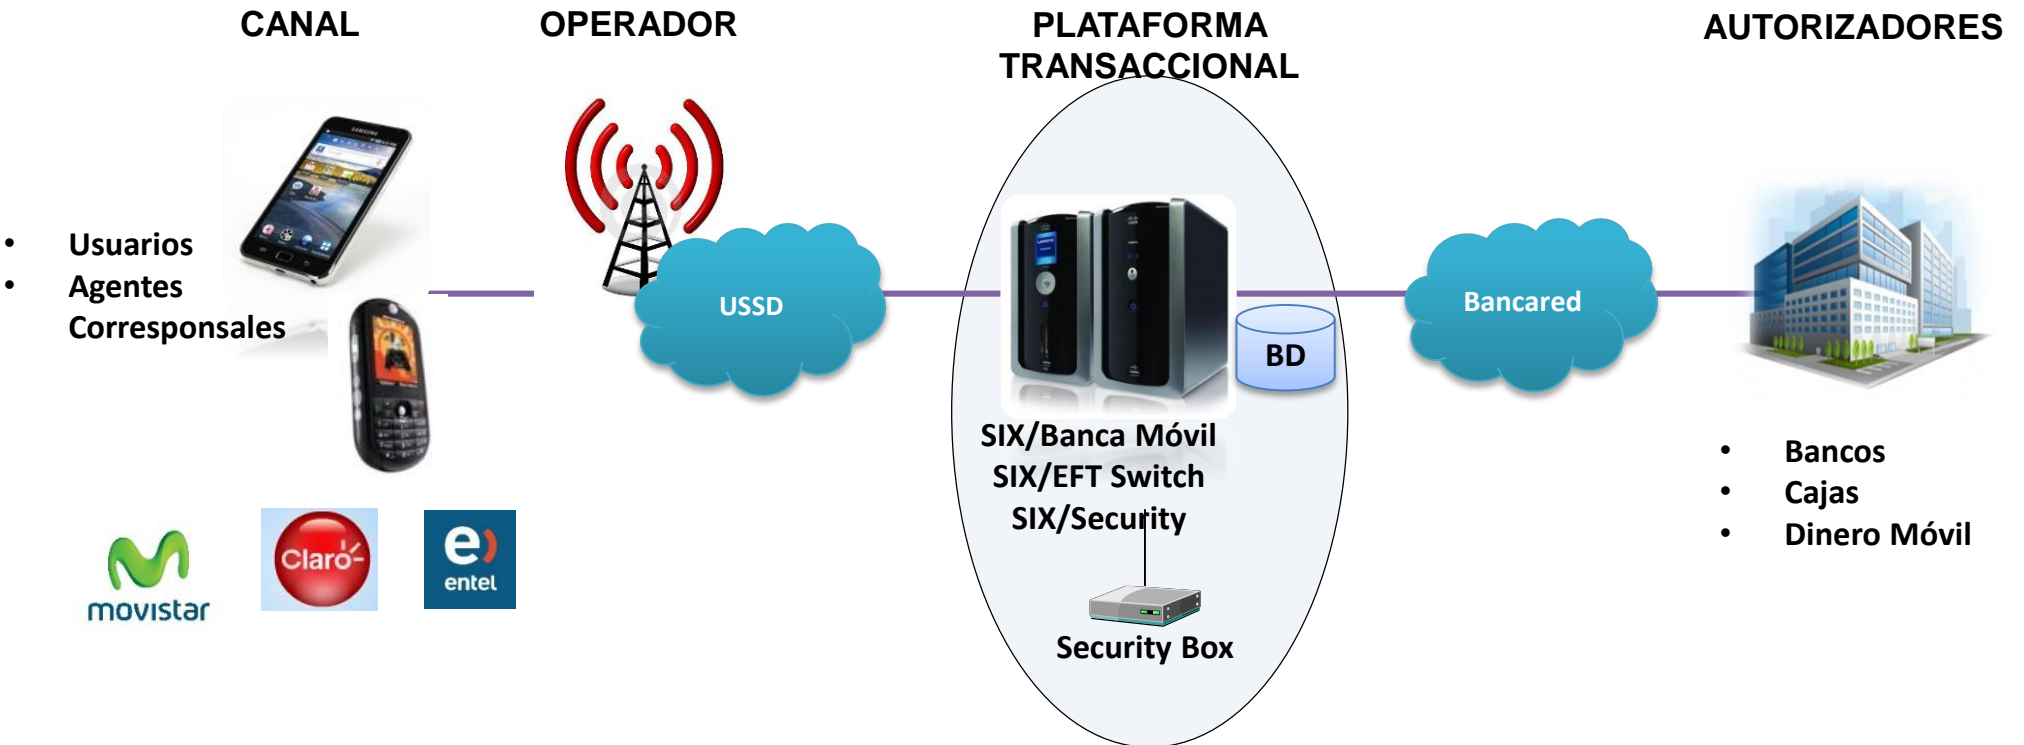 CANAL
OPERADOR
PLATAFORMA
TRANSACCIONAL
AUTORIZADORES
SAMSUNG
• Usuarios
• Agentes
Corresponsales
USSD
Bancared
BD
SIX/Banca Móvil
SIX/EFT Switch
SIX/Security
Security Box
• Bancos
• Cajas
• Dinero Móvil
movistar
Claro
e)
entel